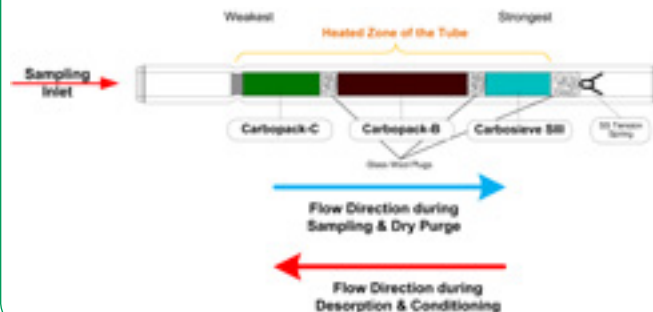 Weakest
Strongest
Heated Zone of the Tube
Sampling
Inlet
Carbopack-C
Carbopack-B
Carbosieve SIII
SS Tension
Spring
Glass Wool Plugs
Flow Direction during
Sampling & Dry Purge
Flow Direction during
Desorption & Conditioning